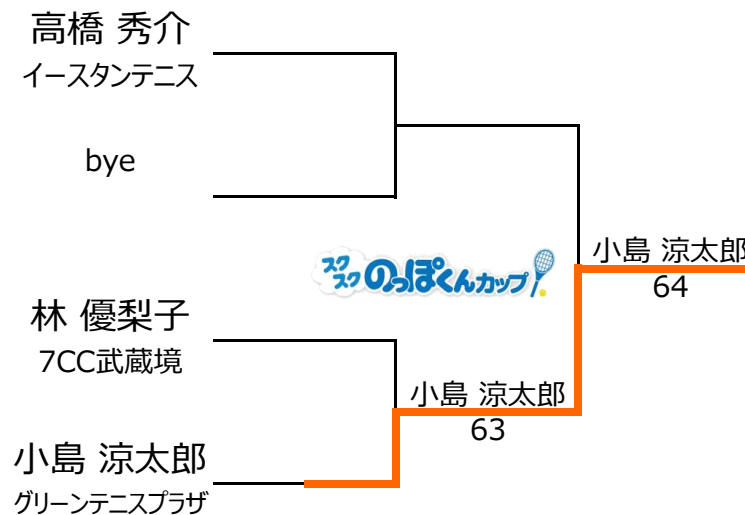 高橋 秀介
イースタンテニス
bye
スクスクのっぽくんカップ
小島 涼太郎
64
林 優梨子
7CC武蔵境
小島 涼太郎
63
小島 涼太郎
グリーンテニスプラザ